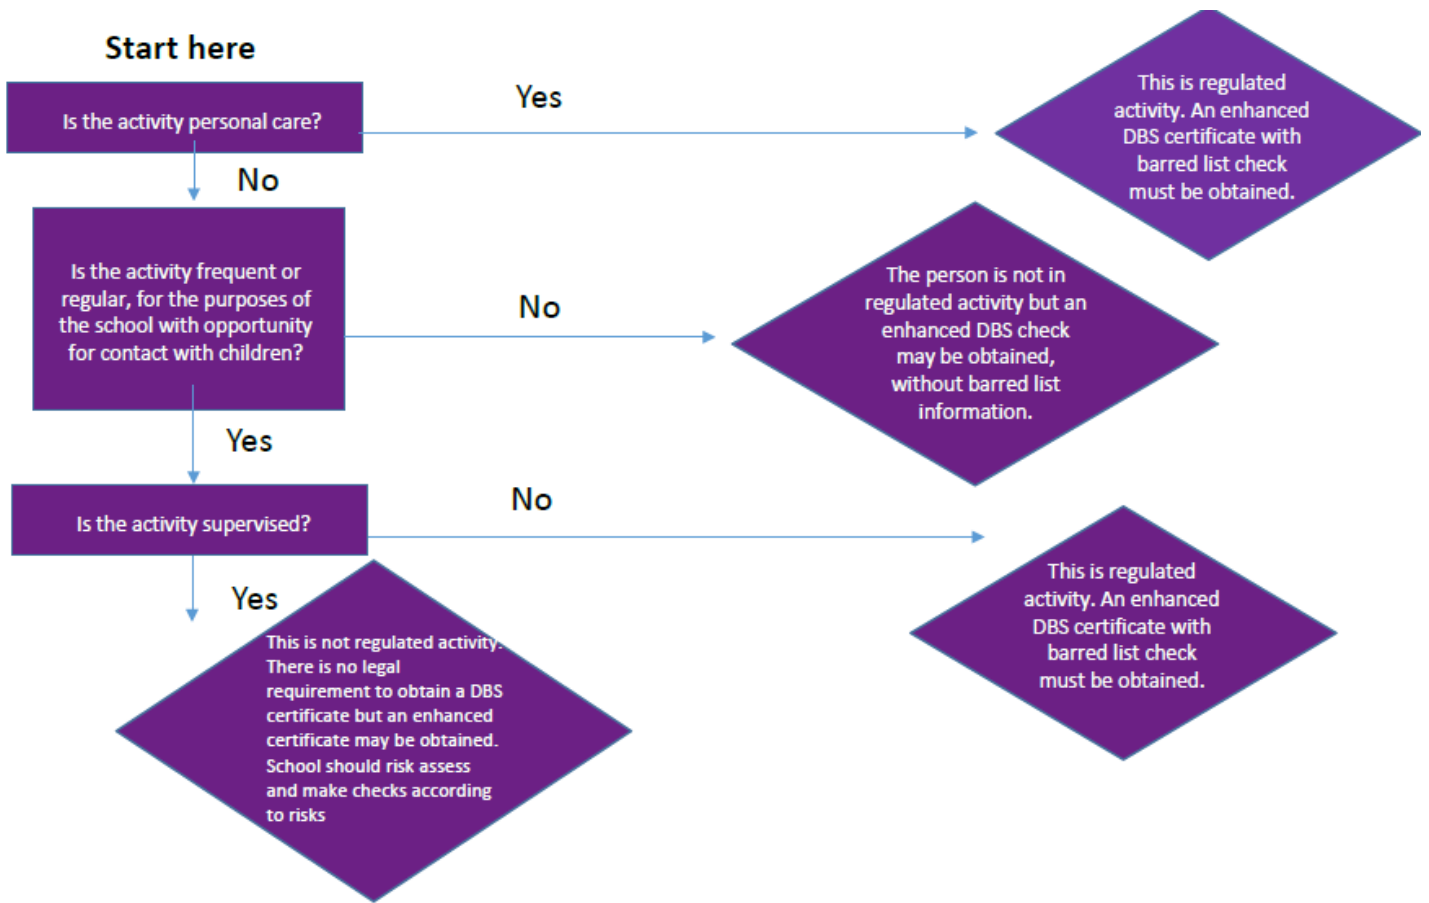 Start here
Is the activity personal care?
Yes
This is regulated
activity. An enhanced
DBS certificate with
barred list check
must be obtained.
No
Is the activity frequent or
regular, for the purposes of
the school with opportunity
for contact with children?
No
The person is not in
regulated activity but an
enhanced DBS check
may be obtained,
without barred list
information.
Yes
Is the activity supervised?
No
This is regulated
activity. An enhanced
DBS certificate with
barred list check
must be obtained.
Yes
This is not regulated activity.
There is no legal
requirement to obtain a DBS
certificate but an enhanced
certificate may be obtained.
School should risk assess
and make checks according
to risks